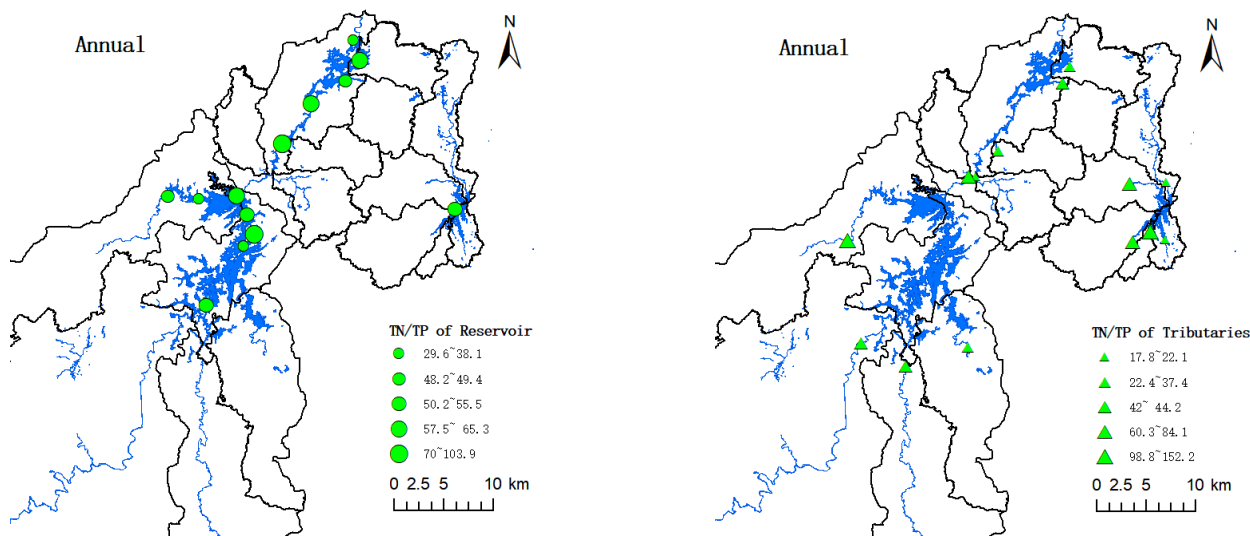 Annual
N
TN/TP of Reservoir
29.6~38.1
48.2~49.4
50.2~55.5
57.5~ 65.3
70~103.9
0 2.5 5 10 km
Annual
N
TN/TP of Tributaries
17.8~22.1
22.4~37.4
42~ 44.2
60.3~84.1
98.8~152.2
0 2.5 5 10 km